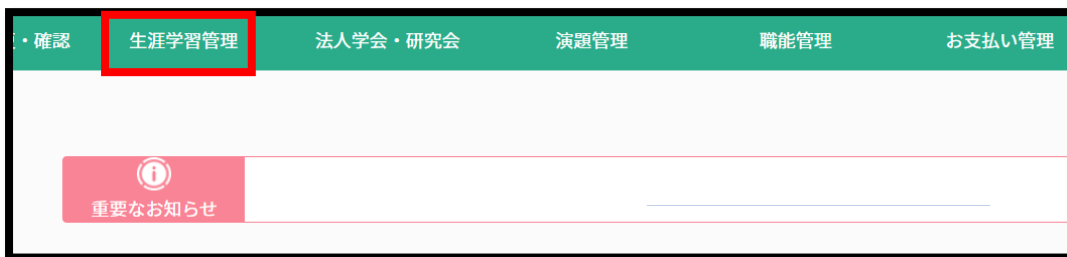 ・確認 生涯学習管理 法人学会・研究会 演題管理 職能管理 お支払い管理
重要なお知らせ